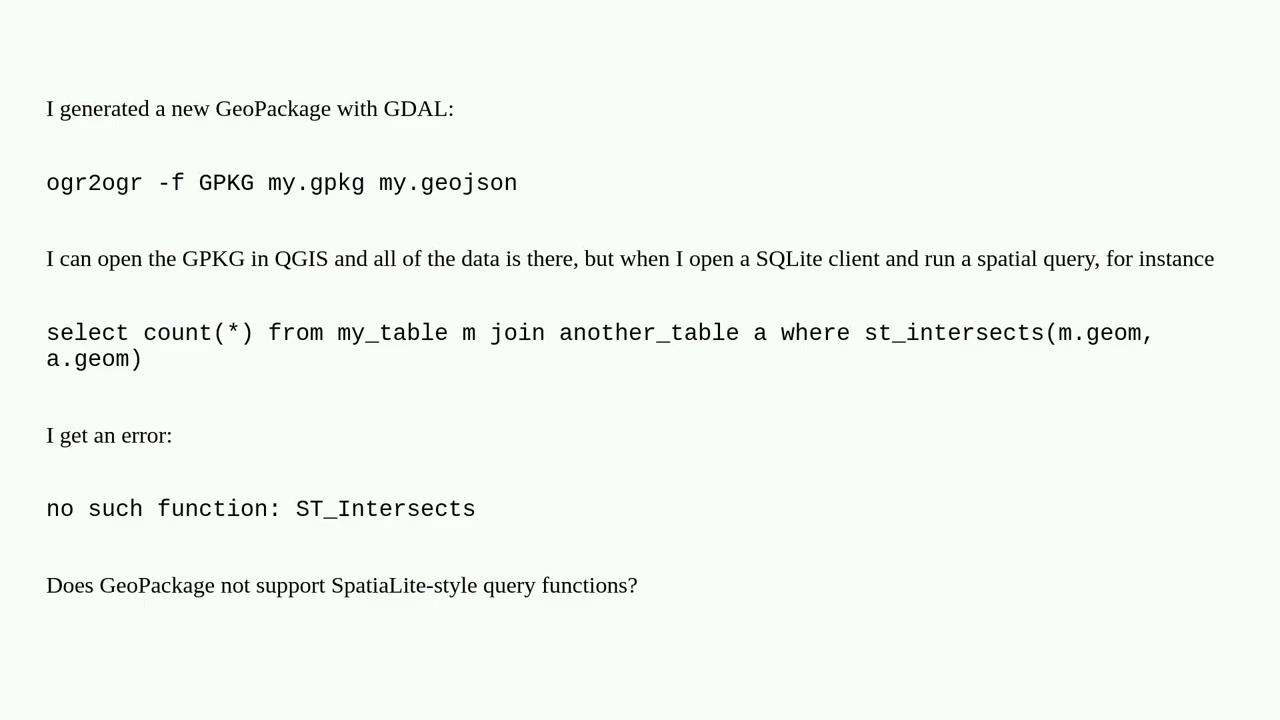 I generated a new GeoPackage with GDAL:
ogr2ogr -f GPKG my.gpkg my.geojson
I can open the GPKG in QGIS and all of the data is there, but when I open a SQLite client and run a spatial query, for instance
select count(*) from my_table m join another_table a where st_intersects(m.geom,
a.geom)
I get an error:
no such function: ST_Intersects
Does GeoPackage not support SpatiaLite-style query functions?